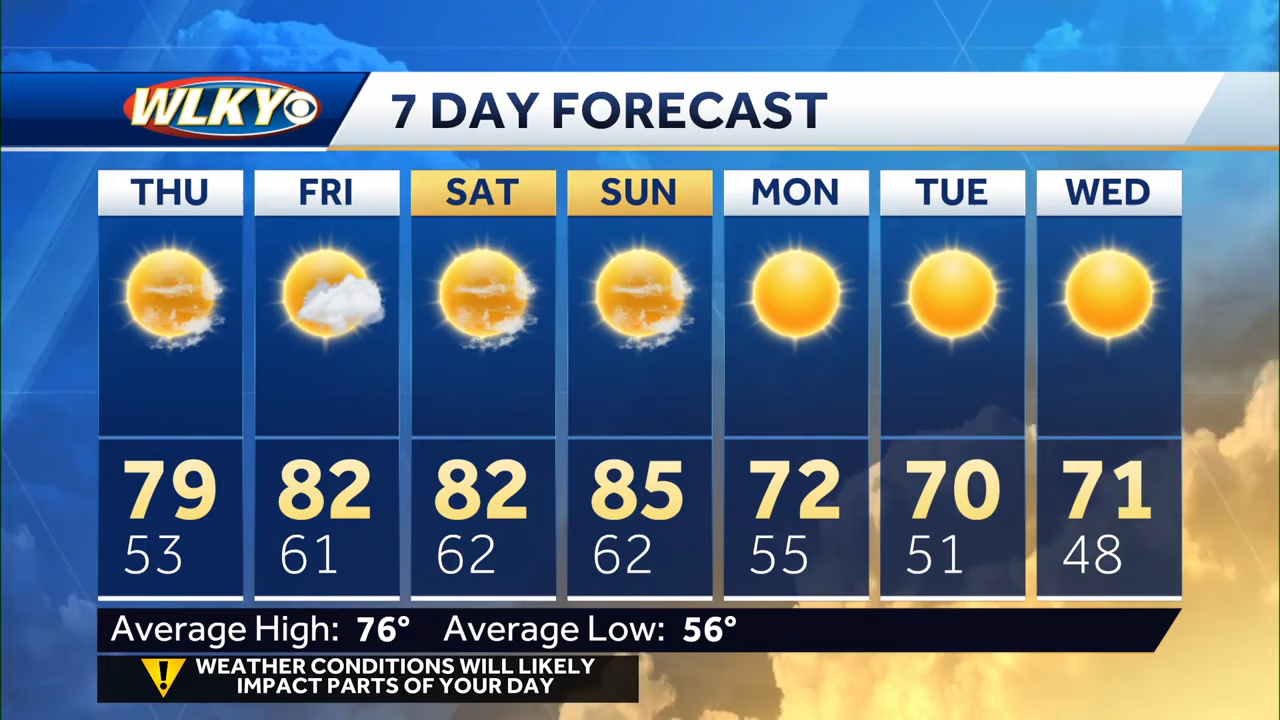 WLKY
7 DAY FORECAST
THU FRI SAT SUN MON TUE WED
79 82 82 85 72 70 71
53 61 62 62 55 51 48
Average High: 76° Average Low: 56°
! WEATHER CONDITIONS WILL LIKELY
IMPACT PARTS OF YOUR DAY